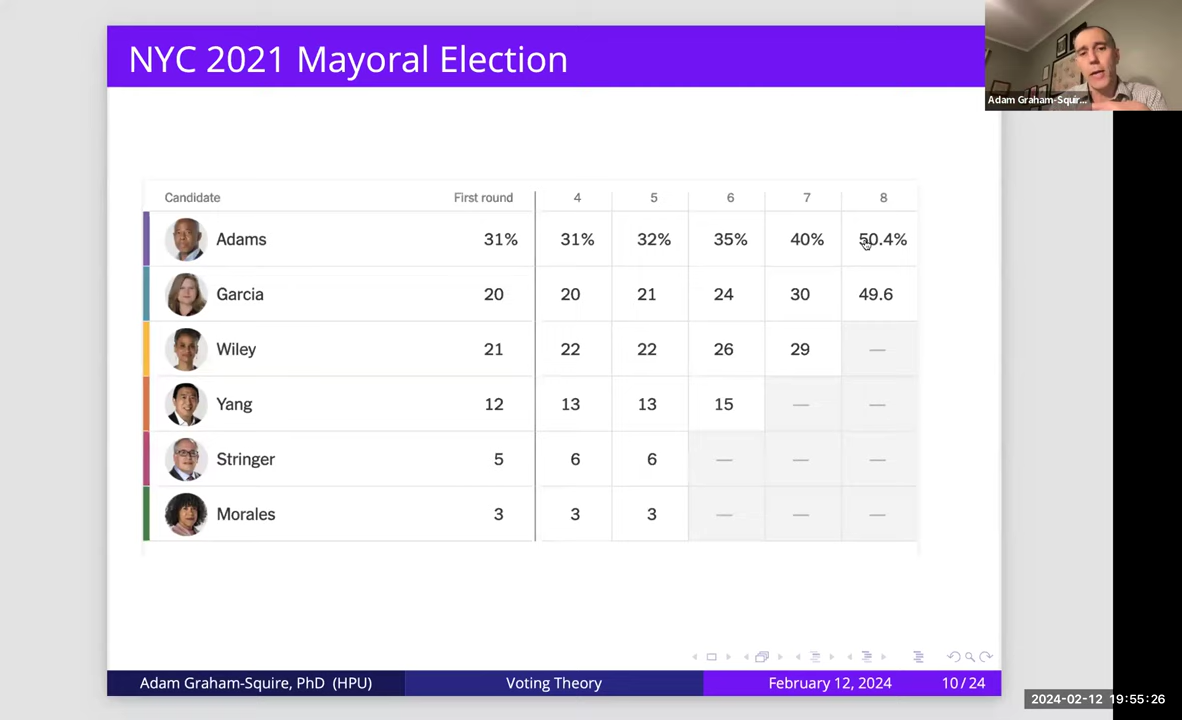 NYC 2021 Mayoral Election
Adam Graham-Squir...
Candidate First round 4 5 6 7 8
Adams 31% 31% 32% 35% 40% 50.4%
Garcia 20 20 21 24 30 49.6
Wiley 21 22 22 26 29 —
Yang 12 13 13 15 — —
Stringer 5 6 6 — — —
Morales 3 3 3 — — —
Adam Graham-Squire, PhD (HPU) Voting Theory February 12, 2024 10/24
2024-02-12 19:55:26